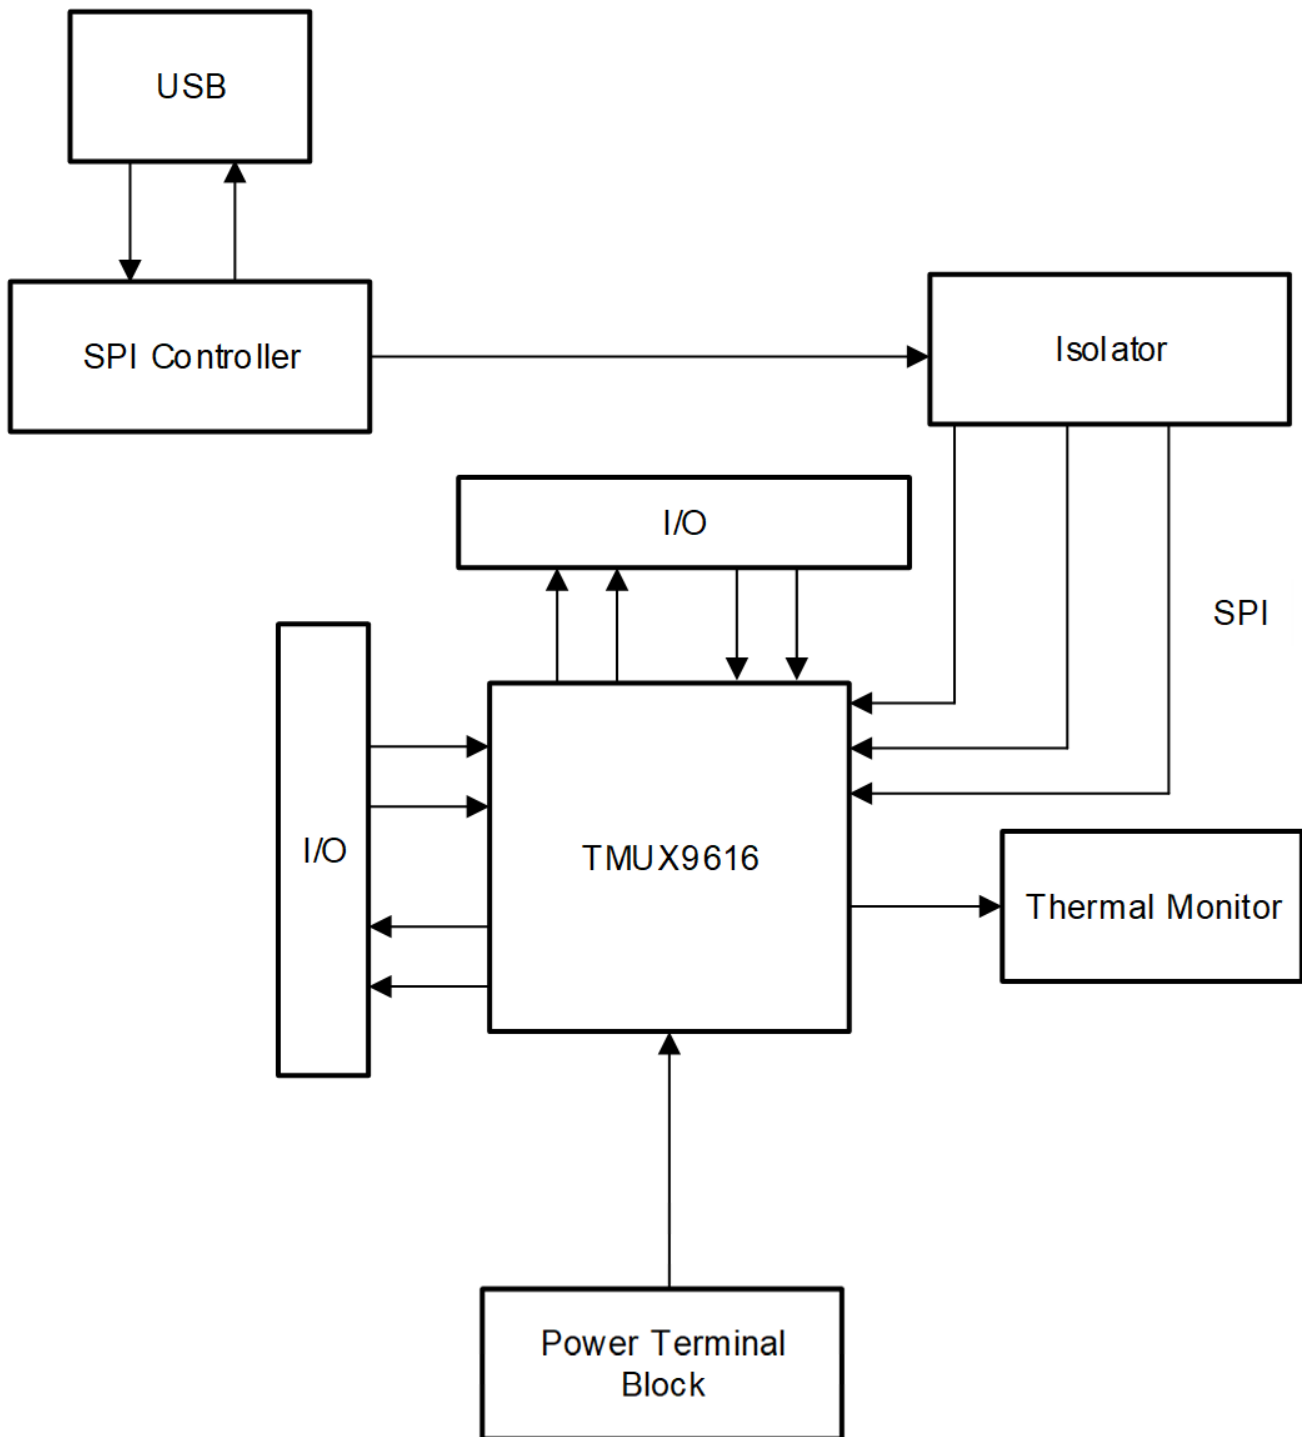 USB
SPI Controller
Isolator
I/O
SPI
I/O
TMUX9616
Thermal Monitor
Power Terminal
Block